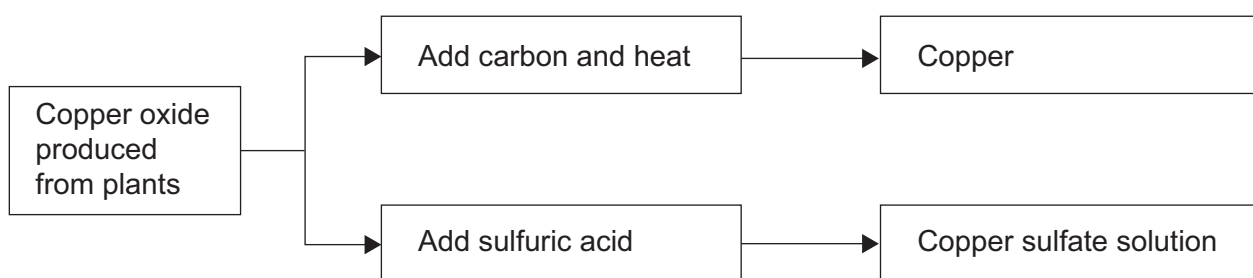 Add carbon and heat
Copper
Copper oxide
produced
from plants
Add sulfuric acid
Copper sulfate solution